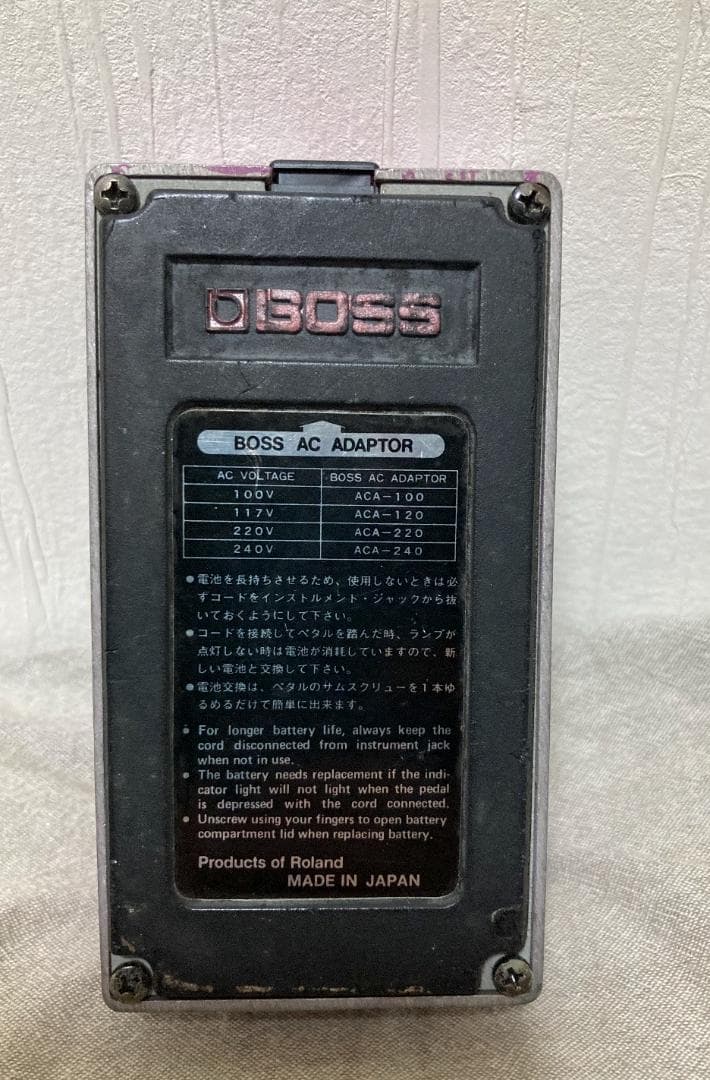 BOSS
BOSS AC ADAPTOR
AC VOLTAGE BOSS AC ADAPTOR
100V ACA-100
117V ACA-120
220V ACA-220
240V ACA-240
●電池を長持ちさせるため、使用しないときは必
ずコードをインストルメント・ジャックから抜
いておくようにして下さい。
●コードを接続してペタルを踏んだ時、ランプが
点灯しない時は電池が消耗していますので、新
しい電池と交換して下さい。
●電池交換は、ペタルのサムスクリューを1本ゆ
るめるだけで簡単に出来ます。
● For longer battery life, always keep the
cord disconnected from instrument jack
when not in use.
● The battery needs replacement if the indi-
cator light will not light when the pedal
is depressed with the cord connected.
● Unscrew using your fingers to open battery
compartment lid when replacing battery.
Products of Roland
MADE IN JAPAN